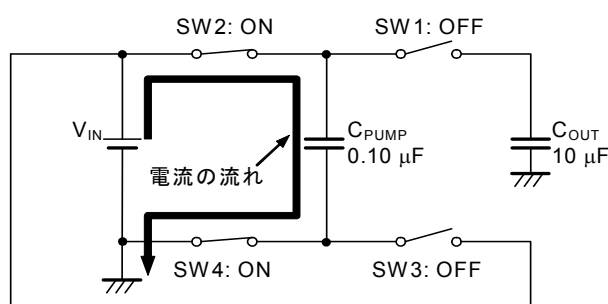 SW2: ON
SW1: OFF
VIN
CPUMP
0.10 μF
COUT
10 μF
電流の流れ
SW4: ON
SW3: OFF